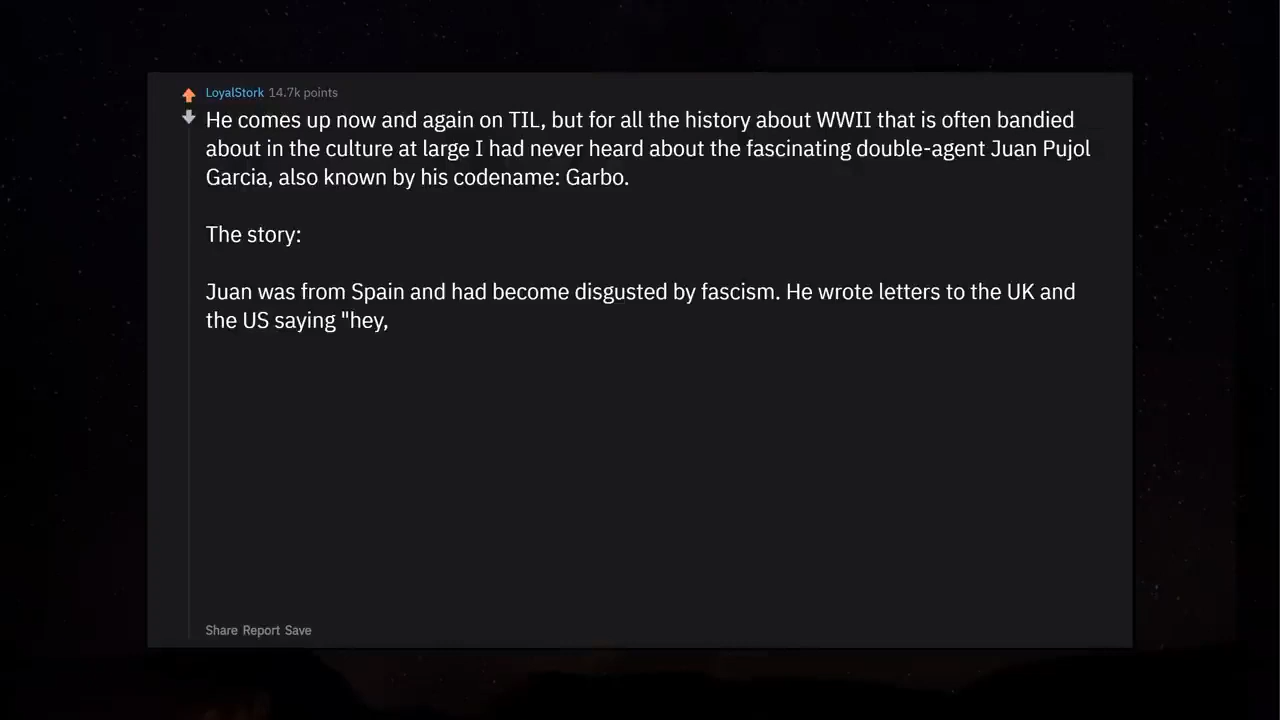 LoyalStork 14.7k points
He comes up now and again on TIL, but for all the history about WWII that is often bandied
about in the culture at large I had never heard about the fascinating double-agent Juan Pujol
Garcia, also known by his codename: Garbo.
The story:
Juan was from Spain and had become disgusted by fascism. He wrote letters to the UK and
the US saying "hey,
Share Report Save